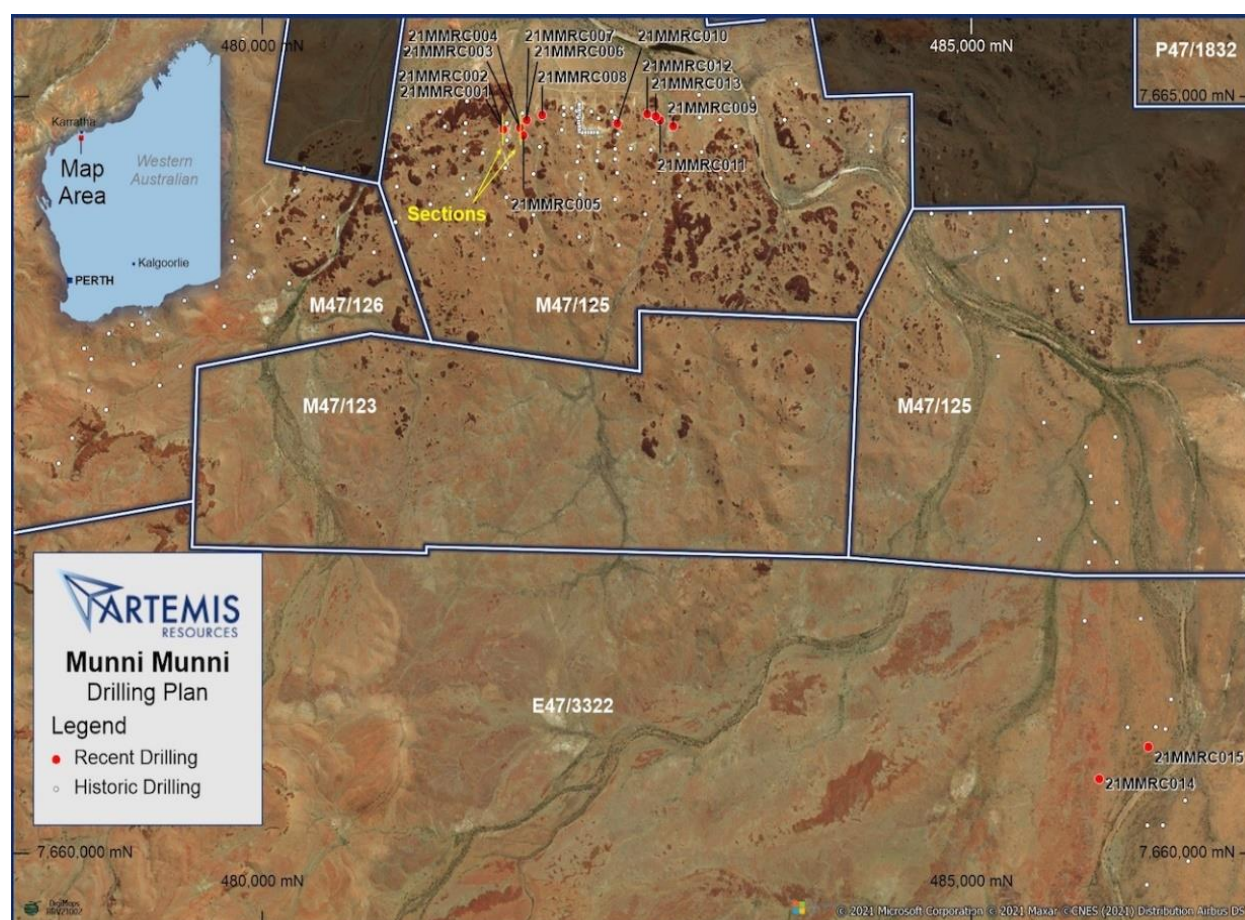 480,000 mN
485,000 mN
P47/1832
7,665,000 mN
21MMRC004
21MMRC003
21MMRC002
21MMRC001
21MMRC007
21MMRC006
21MMRC008
21MMRC010
21MMRC012
21MMRC013
21MMRC009
21MMRC011
21MMRC005
Sections
Karratha
Map
Area
Western
Australian
Kalgoorlie
PERTH
M47/126
M47/125
M47/123
M47/125
E47/3322
21MMRC015
21MMRC014
ARTEMIS
RESOURCES
Munni Munni
Drilling Plan
Legend
Recent Drilling
Historic Drilling
7,660,000 mN
7,660,000 mN
480,000 mN
485,000 mN
DigiMaps
© 2021 Microsoft Corporation © 2021 Maxar ©CNES (2021) Distribution Airbus DS